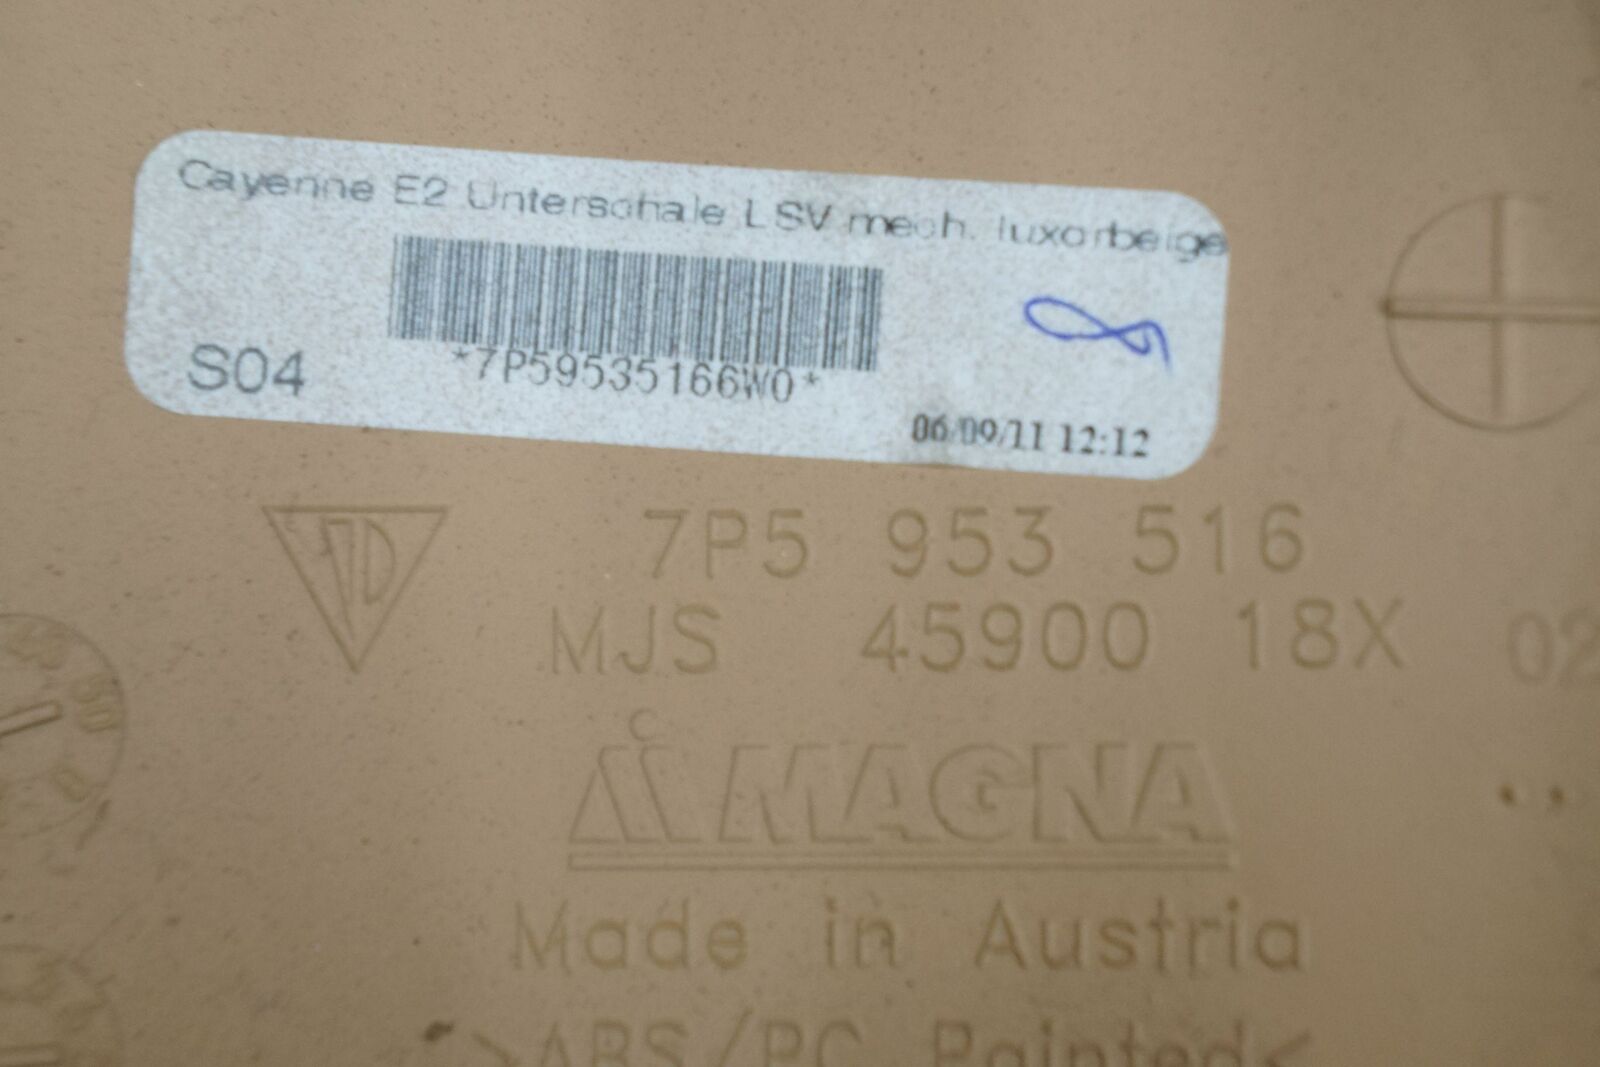 Cayenne E2 Unterschale LSV mech. luxorbeige
*7P59535166W0*
S04
06/09/11 12:12
7P5 953 516
MJS 45900 18X 02
MAGNA
Made in Austria
>ABS/PC Painted<